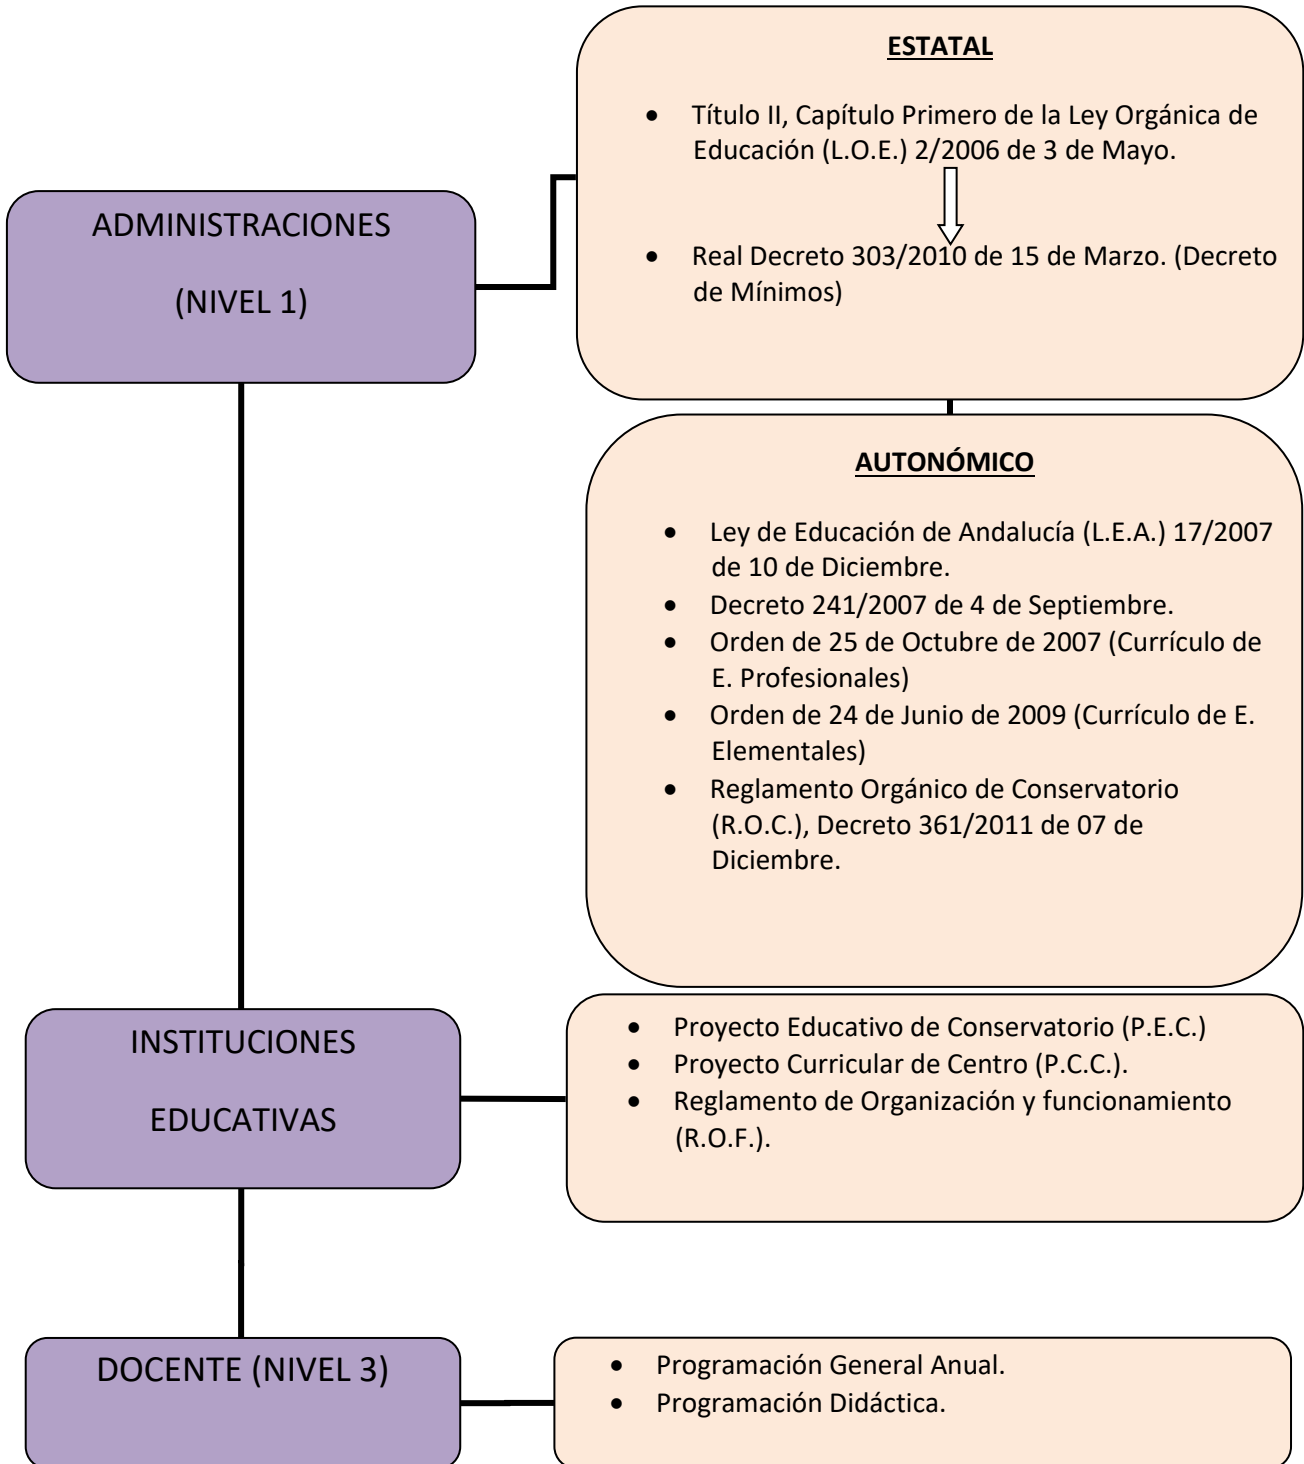 ESTATAL
• Título II, Capítulo Primero de la Ley Orgánica de
Educación (L.O.E.) 2/2006 de 3 de Mayo.
• Real Decreto 303/2010 de 15 de Marzo. (Decreto
de Mínimos)
ADMINISTRACIONES
(NIVEL 1)
AUTONÓMICO
• Ley de Educación de Andalucía (L.E.A.) 17/2007
de 10 de Diciembre.
• Decreto 241/2007 de 4 de Septiembre.
• Orden de 25 de Octubre de 2007 (Currículo de
E. Profesionales)
• Orden de 24 de Junio de 2009 (Currículo de E.
Elementales)
• Reglamento Orgánico de Conservatorio
(R.O.C.), Decreto 361/2011 de 07 de
Diciembre.
INSTITUCIONES
EDUCATIVAS
• Proyecto Educativo de Conservatorio (P.E.C.)
• Proyecto Curricular de Centro (P.C.C.).
• Reglamento de Organización y funcionamiento
(R.O.F.).
DOCENTE (NIVEL 3)
• Programación General Anual.
• Programación Didáctica.